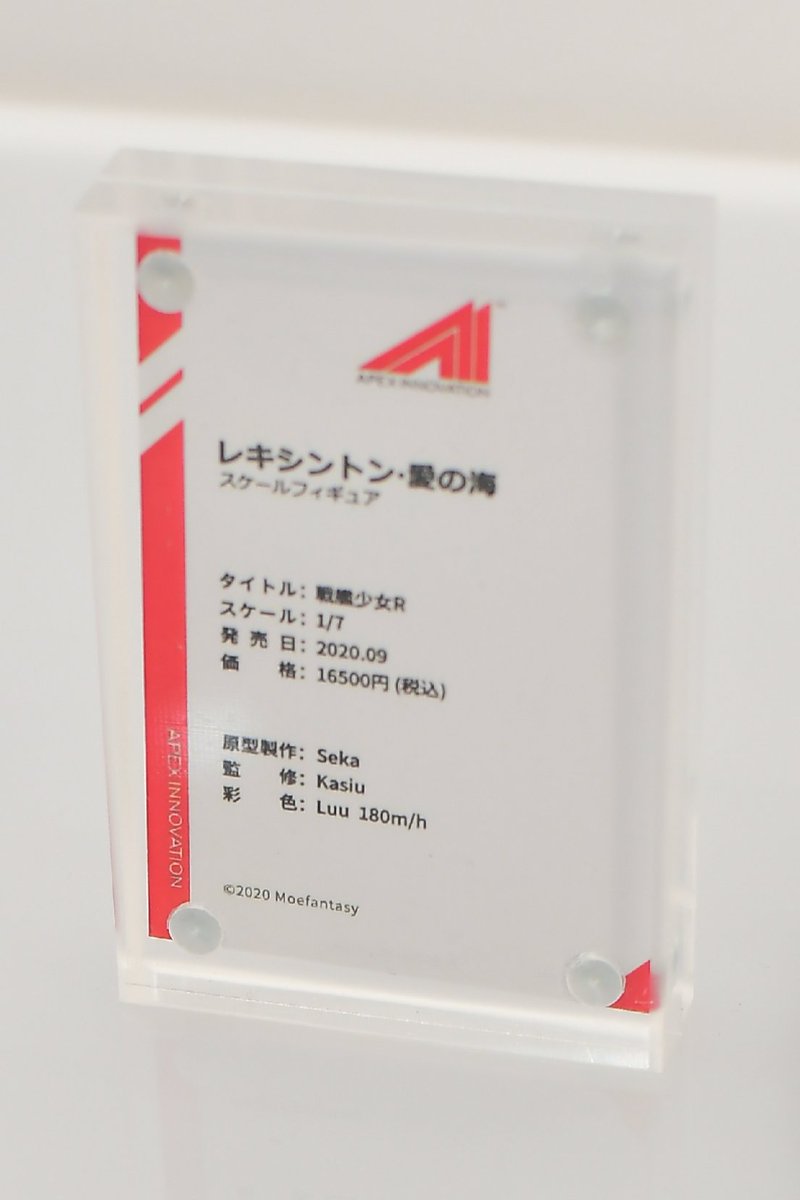 APEX INNOVATION
レキシントン·愛の海
スケールフィギュア
タイトル: 戦艦少女R
スケール: 1/7
発売日: 2020.09
価格: 16500円 (税込)
原型製作: Seka
監修: Kasiu
彩色: Luu 180m/h
©2020 Moefantasy
APEX INNOVATION